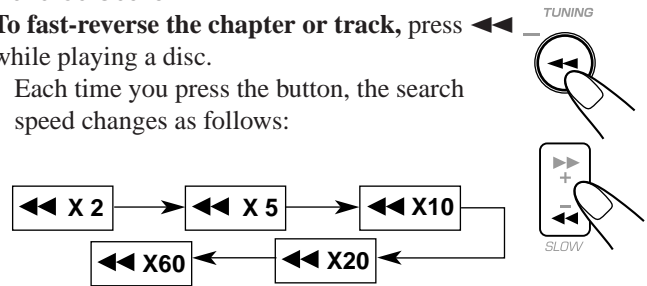 To fast-reverse the chapter or track, press ◀◀
while playing a disc.
Each time you press the button, the search
speed changes as follows:
TUNING
–
◀◀
▶▶
+
–
◀◀
SLOW
◀◀ X 2
◀◀ X 5
◀◀ X10
◀◀ X20
◀◀ X60